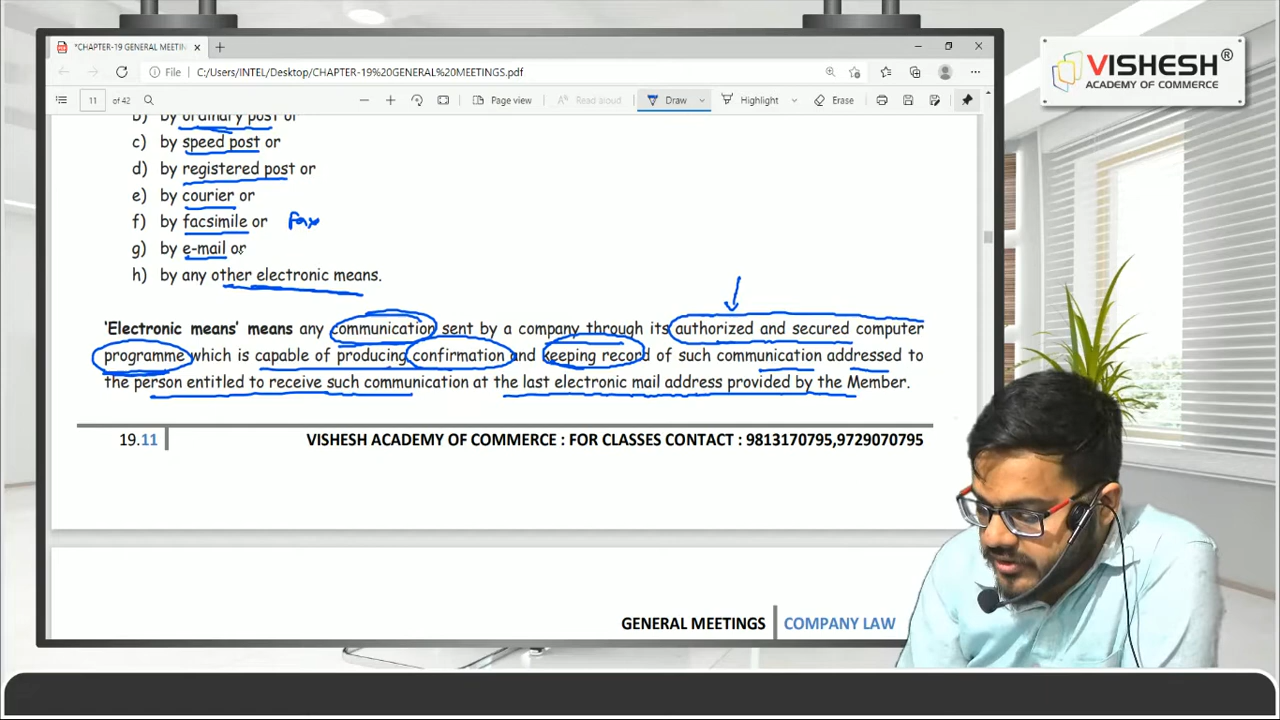 *CHAPTER-19 GENERAL MEETIN
VISHESH®
ACADEMY OF COMMERCE
File
C:/Users/INTEL/Desktop/CHAPTER-19%20GENERAL%20MEETINGS.pdf
11 of 42
Page view
Read aloud
Draw
Highlight
Erase
b) by ordinary post or
c) by speed post or
d) by registered post or
e) by courier or
f) by facsimile or fax
g) by e-mail or
h) by any other electronic means.
'Electronic means' means any communication sent by a company through its authorized and secured computer
programme which is capable of producing confirmation and keeping record of such communication addressed to
the person entitled to receive such communication at the last electronic mail address provided by the Member.
19.11
VISHESH ACADEMY OF COMMERCE : FOR CLASSES CONTACT : 9813170795,9729070795
GENERAL MEETINGS
COMPANY LAW